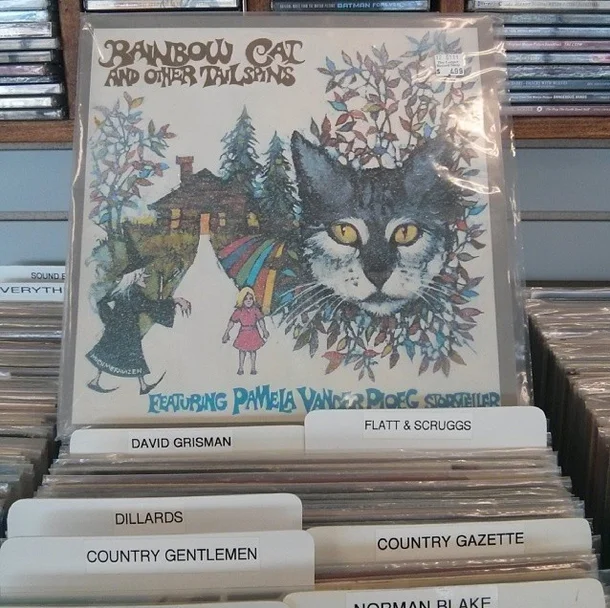 BATMAN FOREVER
RAINBOW CAT
AND OTHER TAILSPINS
FEATURING PAMELA VANDER PLOEG STORYTELLER
SOUND E
VERYTH
DAVID GRISMAN
FLATT & SCRUGGS
DILLARDS
COUNTRY GENTLEMEN
COUNTRY GAZETTE
NORMAN BLAKE